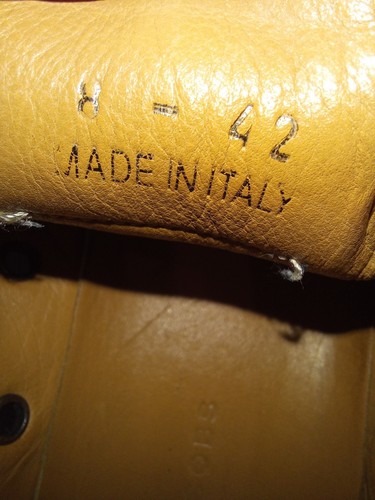 8 = 42
MADE IN ITALY